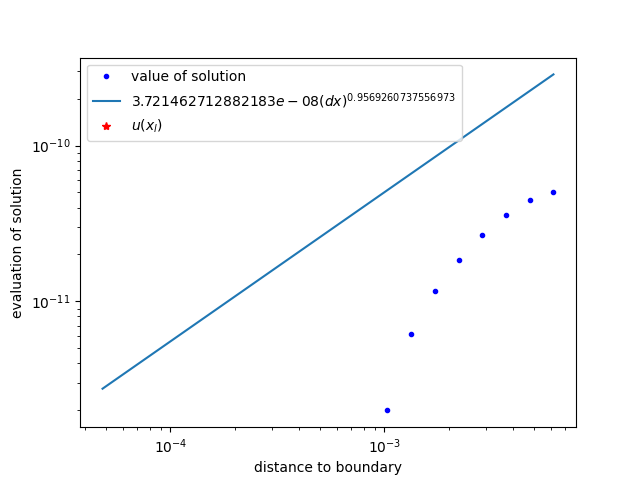 value of solution
3.721462712882183e − 08(dx)^0.9569260737556973
u(x_l)
evaluation of solution
10^−10
10^−11
10^−4
10^−3
distance to boundary